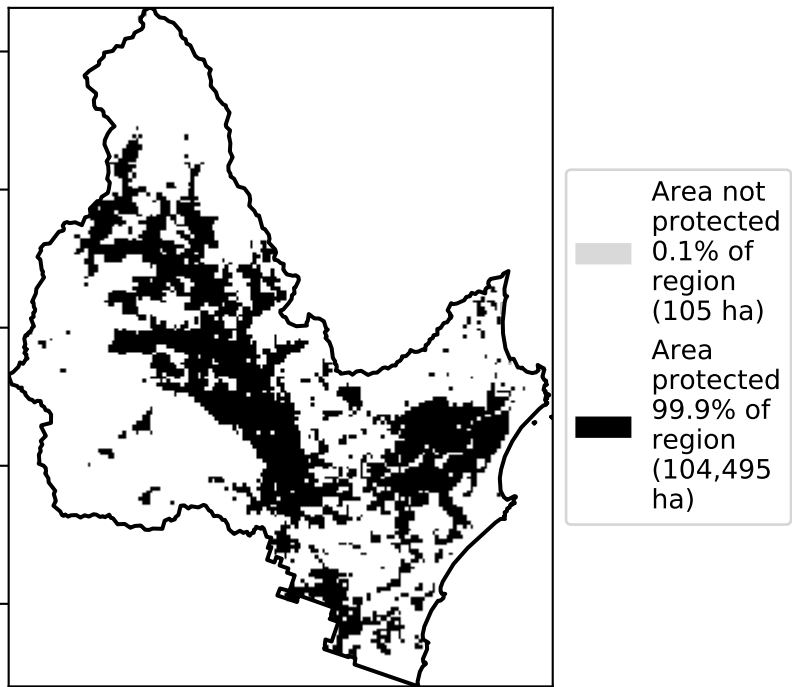 Area not
protected
0.1% of
region
(105 ha)
Area
protected
99.9% of
region
(104,495
ha)